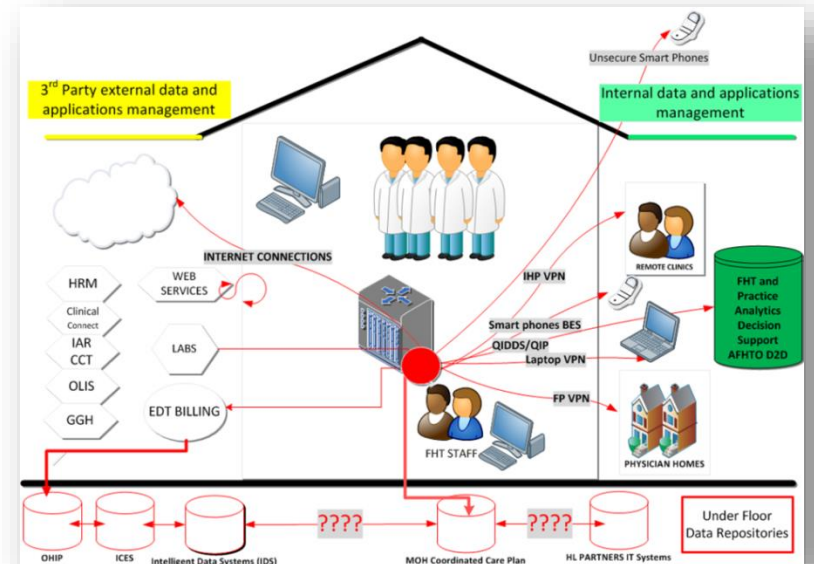 Unsecure Smart Phones
3rd Party external data and
applications management
Internal data and applications
management
INTERNET CONNECTIONS
HRM
WEB
SERVICES
Clinical
Connect
IAR
CCT
LABS
OLIS
GGH
EDT BILLING
IHP VPN
REMOTE CLINICS
Smart phones BES
QIDDS/QIP
Laptop VPN
FP VPN
FHT and
Practice
Analytics
Decision
Support
AFHTO D2D
FHT STAFF
PHYSICIAN HOMES
????
????
Under Floor
Data Repositories
OHIP
ICES
Intelligent Data Systems (IDS)
MOH Coordinated Care Plan
HL PARTNERS IT Systems